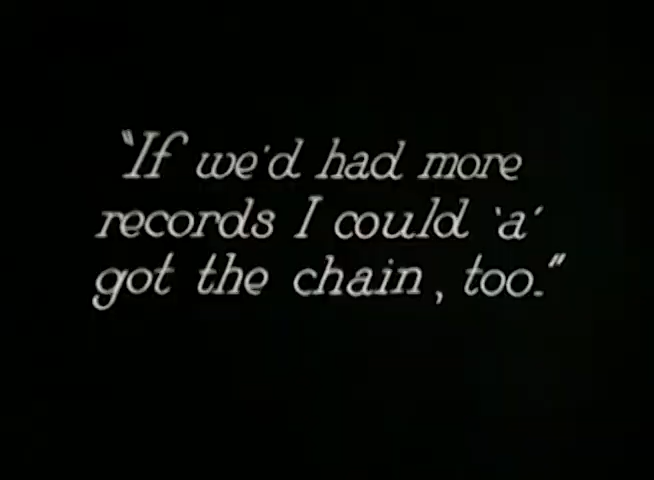 "If we'd had more
records I could 'a'
got the chain, too."